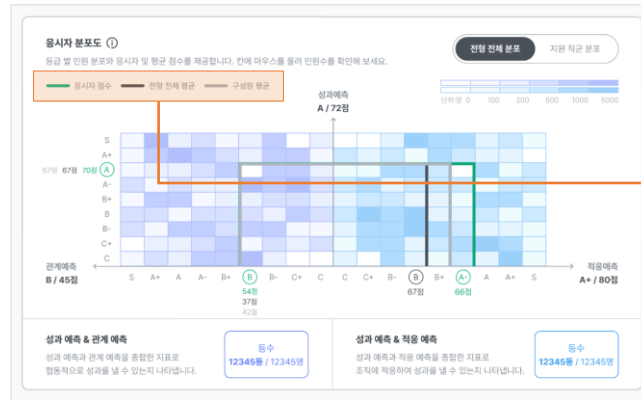 응시자 분포도 ⓘ
등급 별 인원 분포와 응시자 및 평균 점수를 제공합니다. 칸에 마우스를 올려 인원수를 확인해 보세요.
전형 전체 분포 지원 직군 분포
응시자 점수 전형 전체 평균 구성원 평균
단위:명 0 100 200 500 1000 5000
성과예측
A / 72점
S
A+
67점 67점 70점 A
A-
B+
B
B-
C+
C
관계예측
B / 45점
S A+ A A- B+ B B- C+ C C C+ B- B B+ A- A A+ S
54점
37점
42점
67점
66점
적응예측
A+ / 80점
성과 예측 & 관계 예측
성과 예측과 관계 예측을 종합한 지표로
협동적으로 성과를 낼 수 있는지 나타냅니다.
등수
12345등 / 12345명
성과 예측 & 적응 예측
성과 예측과 적응 예측을 종합한 지표로
조직에 적응하여 성과를 낼 수 있는지 나타냅니다.
등수
12345등 / 12345명